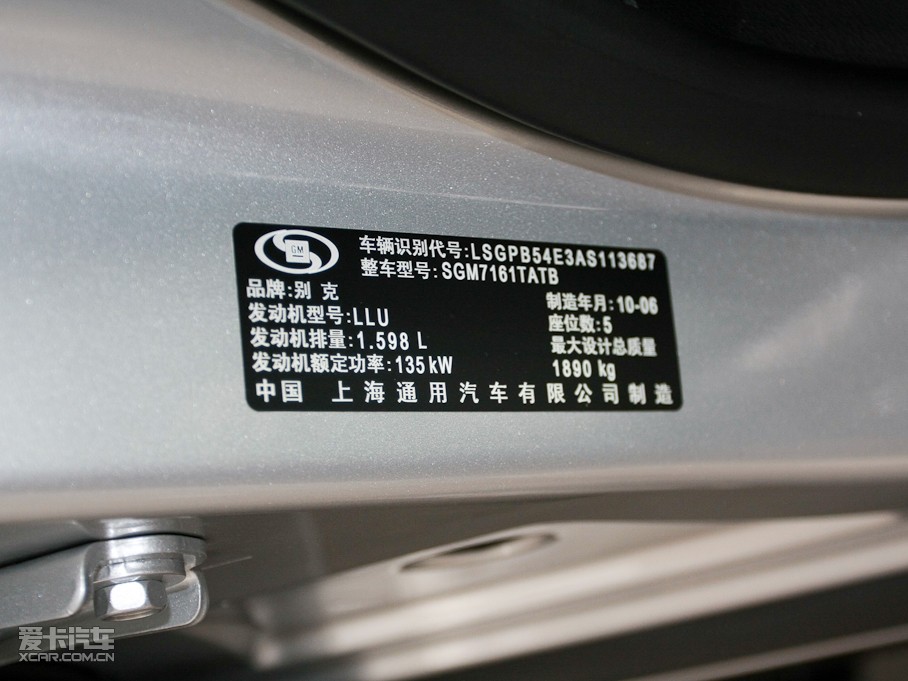 GM
车辆识别代号:LSGPB54E3AS113687
整车型号:SGM7161TATB
品牌:别 克
制造年月:10-06
发动机型号:LLU
座位数:5
发动机排量:1.598 L
最大设计总质量
发动机额定功率:135kW
1890 kg
中国 上海通用汽车有限公司制造
爱卡汽车
XCAR.COM.CN